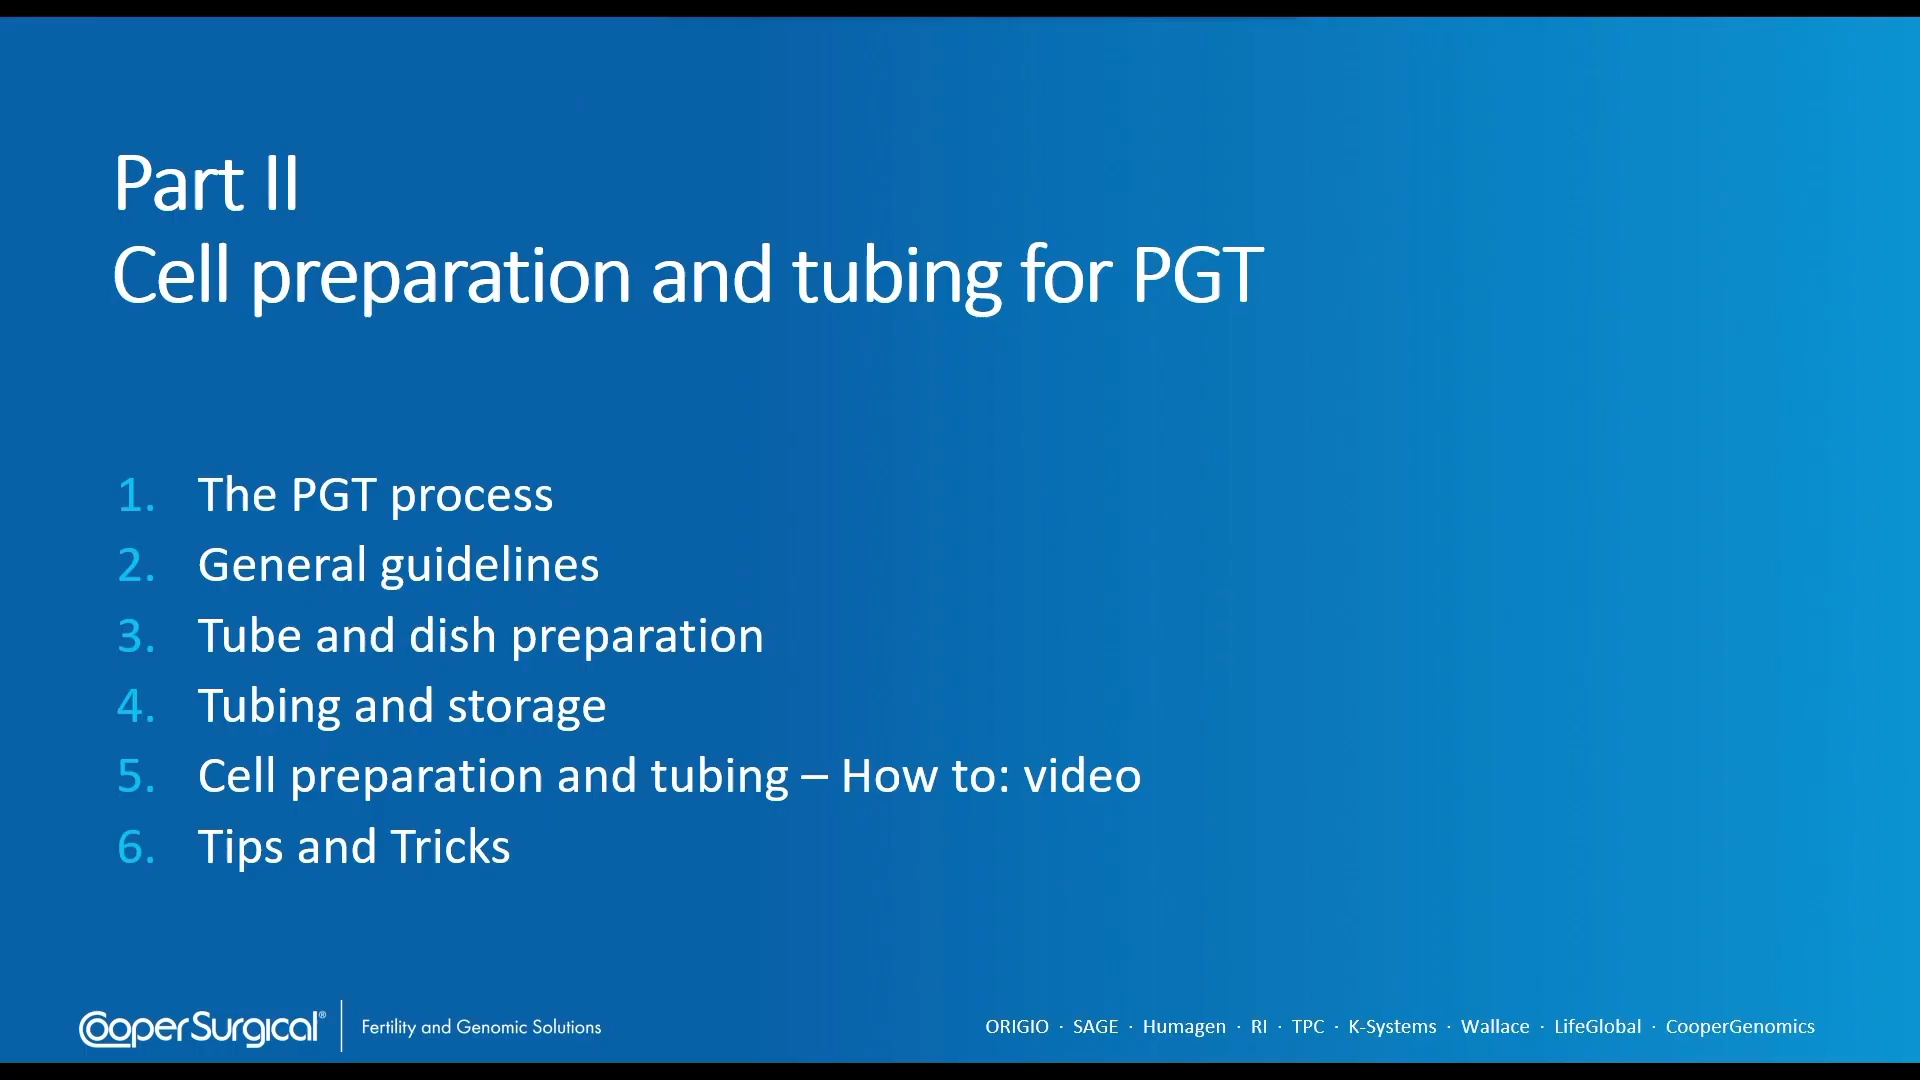 Part II
Cell preparation and tubing for PGT
1. The PGT process
2. General guidelines
3. Tube and dish preparation
4. Tubing and storage
5. Cell preparation and tubing – How to: video
6. Tips and Tricks
CooperSurgical® Fertility and Genomic Solutions
ORIGIO · SAGE · Humagen · RI · TPC · K-Systems · Wallace · LifeGlobal · CooperGenomics